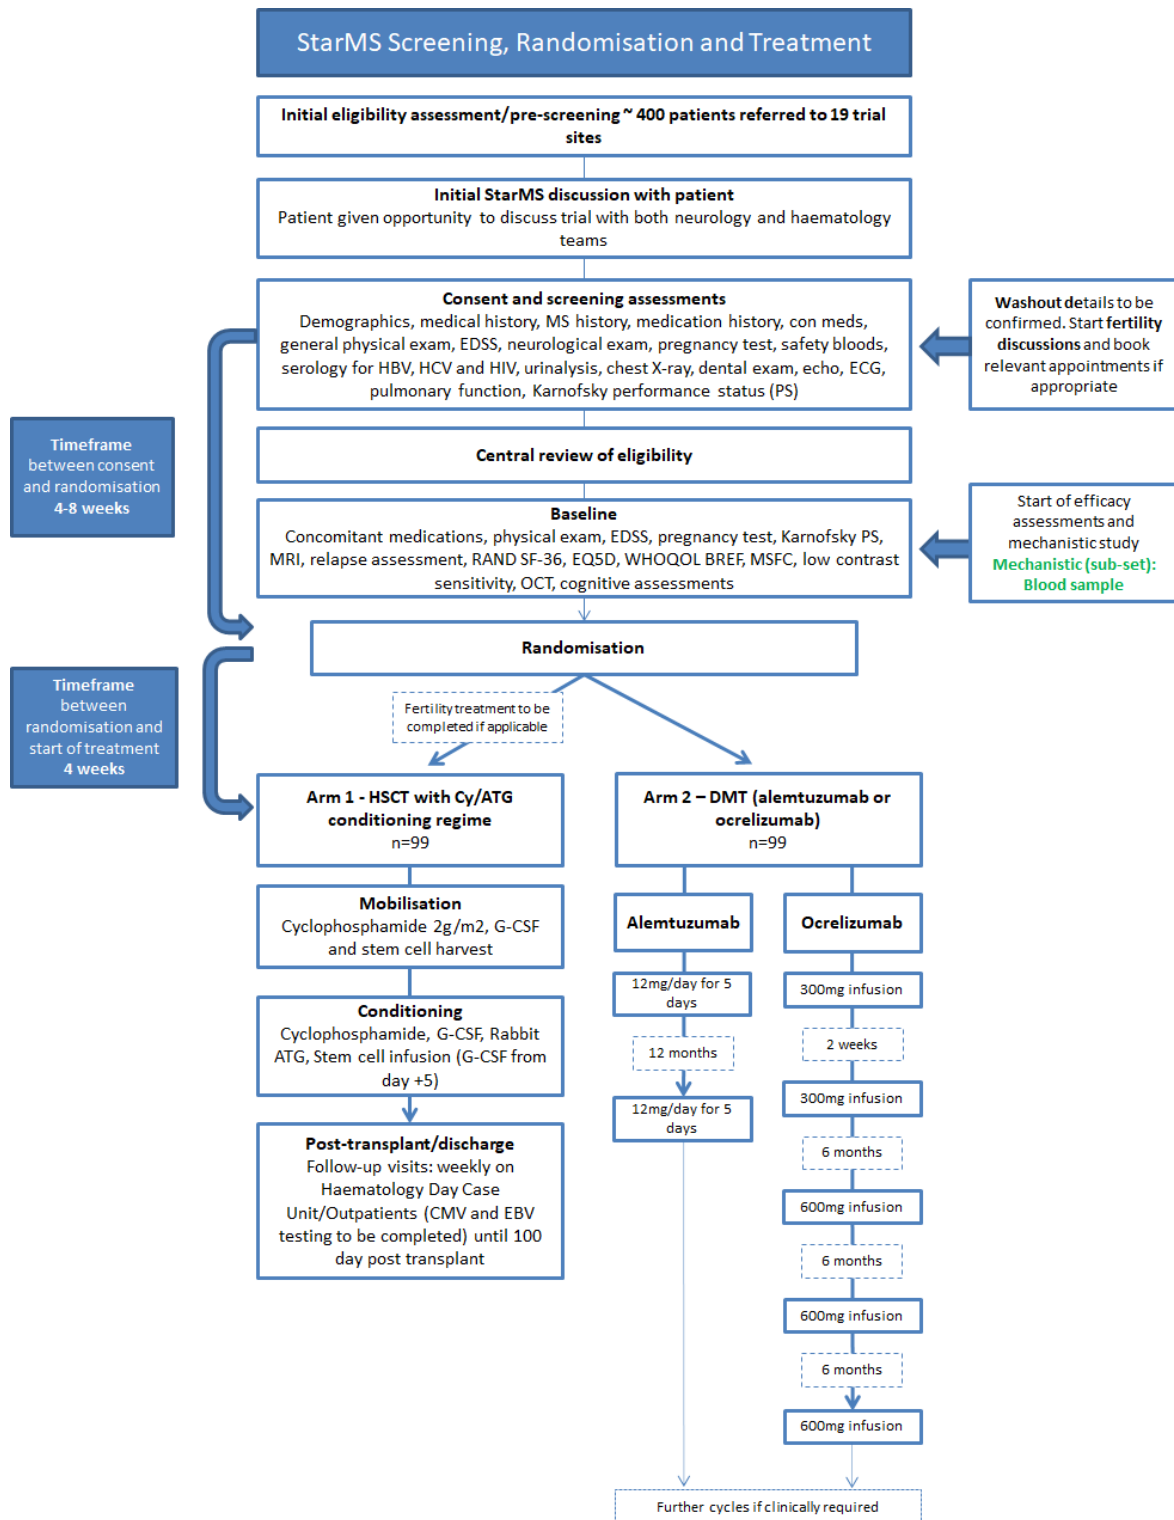 StarMS Screening, Randomisation and Treatment
Initial eligibility assessment/pre-screening ~ 400 patients referred to 19 trial
sites
Initial StarMS discussion with patient
Patient given opportunity to discuss trial with both neurology and haematology
teams
Consent and screening assessments
Demographics, medical history, MS history, medication history, con meds,
general physical exam, EDSS, neurological exam, pregnancy test, safety bloods,
serology for HBV, HCV and HIV, urinalysis, chest X-ray, dental exam, echo, ECG,
pulmonary function, Karnofsky performance status (PS)
Washout details to be
confirmed. Start fertility
discussions and book
relevant appointments if
appropriate
Timeframe
between consent
and randomisation
4-8 weeks
Central review of eligibility
Baseline
Concomitant medications, physical exam, EDSS, pregnancy test, Karnofsky PS,
MRI, relapse assessment, RAND SF-36, EQ5D, WHOQOL BREF, MSFC, low contrast
sensitivity, OCT, cognitive assessments
Start of efficacy
assessments and
mechanistic study
Mechanistic (sub-set):
Blood sample
Randomisation
Timeframe
between
randomisation and
start of treatment
4 weeks
Fertility treatment to be
completed if applicable
Arm 1 - HSCT with Cy/ATG
conditioning regime
n=99
Mobilisation
Cyclophosphamide 2g/m2, G-CSF
and stem cell harvest
Conditioning
Cyclophosphamide, G-CSF, Rabbit
ATG, Stem cell infusion (G-CSF from
day +5)
Post-transplant/discharge
Follow-up visits: weekly on
Haematology Day Case
Unit/Outpatients (CMV and EBV
testing to be completed) until 100
day post transplant
Arm 2 – DMT (alemtuzumab or
ocrelizumab)
n=99
Alemtuzumab
12mg/day for 5
days
12 months
12mg/day for 5
days
Ocrelizumab
300mg infusion
2 weeks
300mg infusion
6 months
600mg infusion
6 months
600mg infusion
6 months
600mg infusion
Further cycles if clinically required